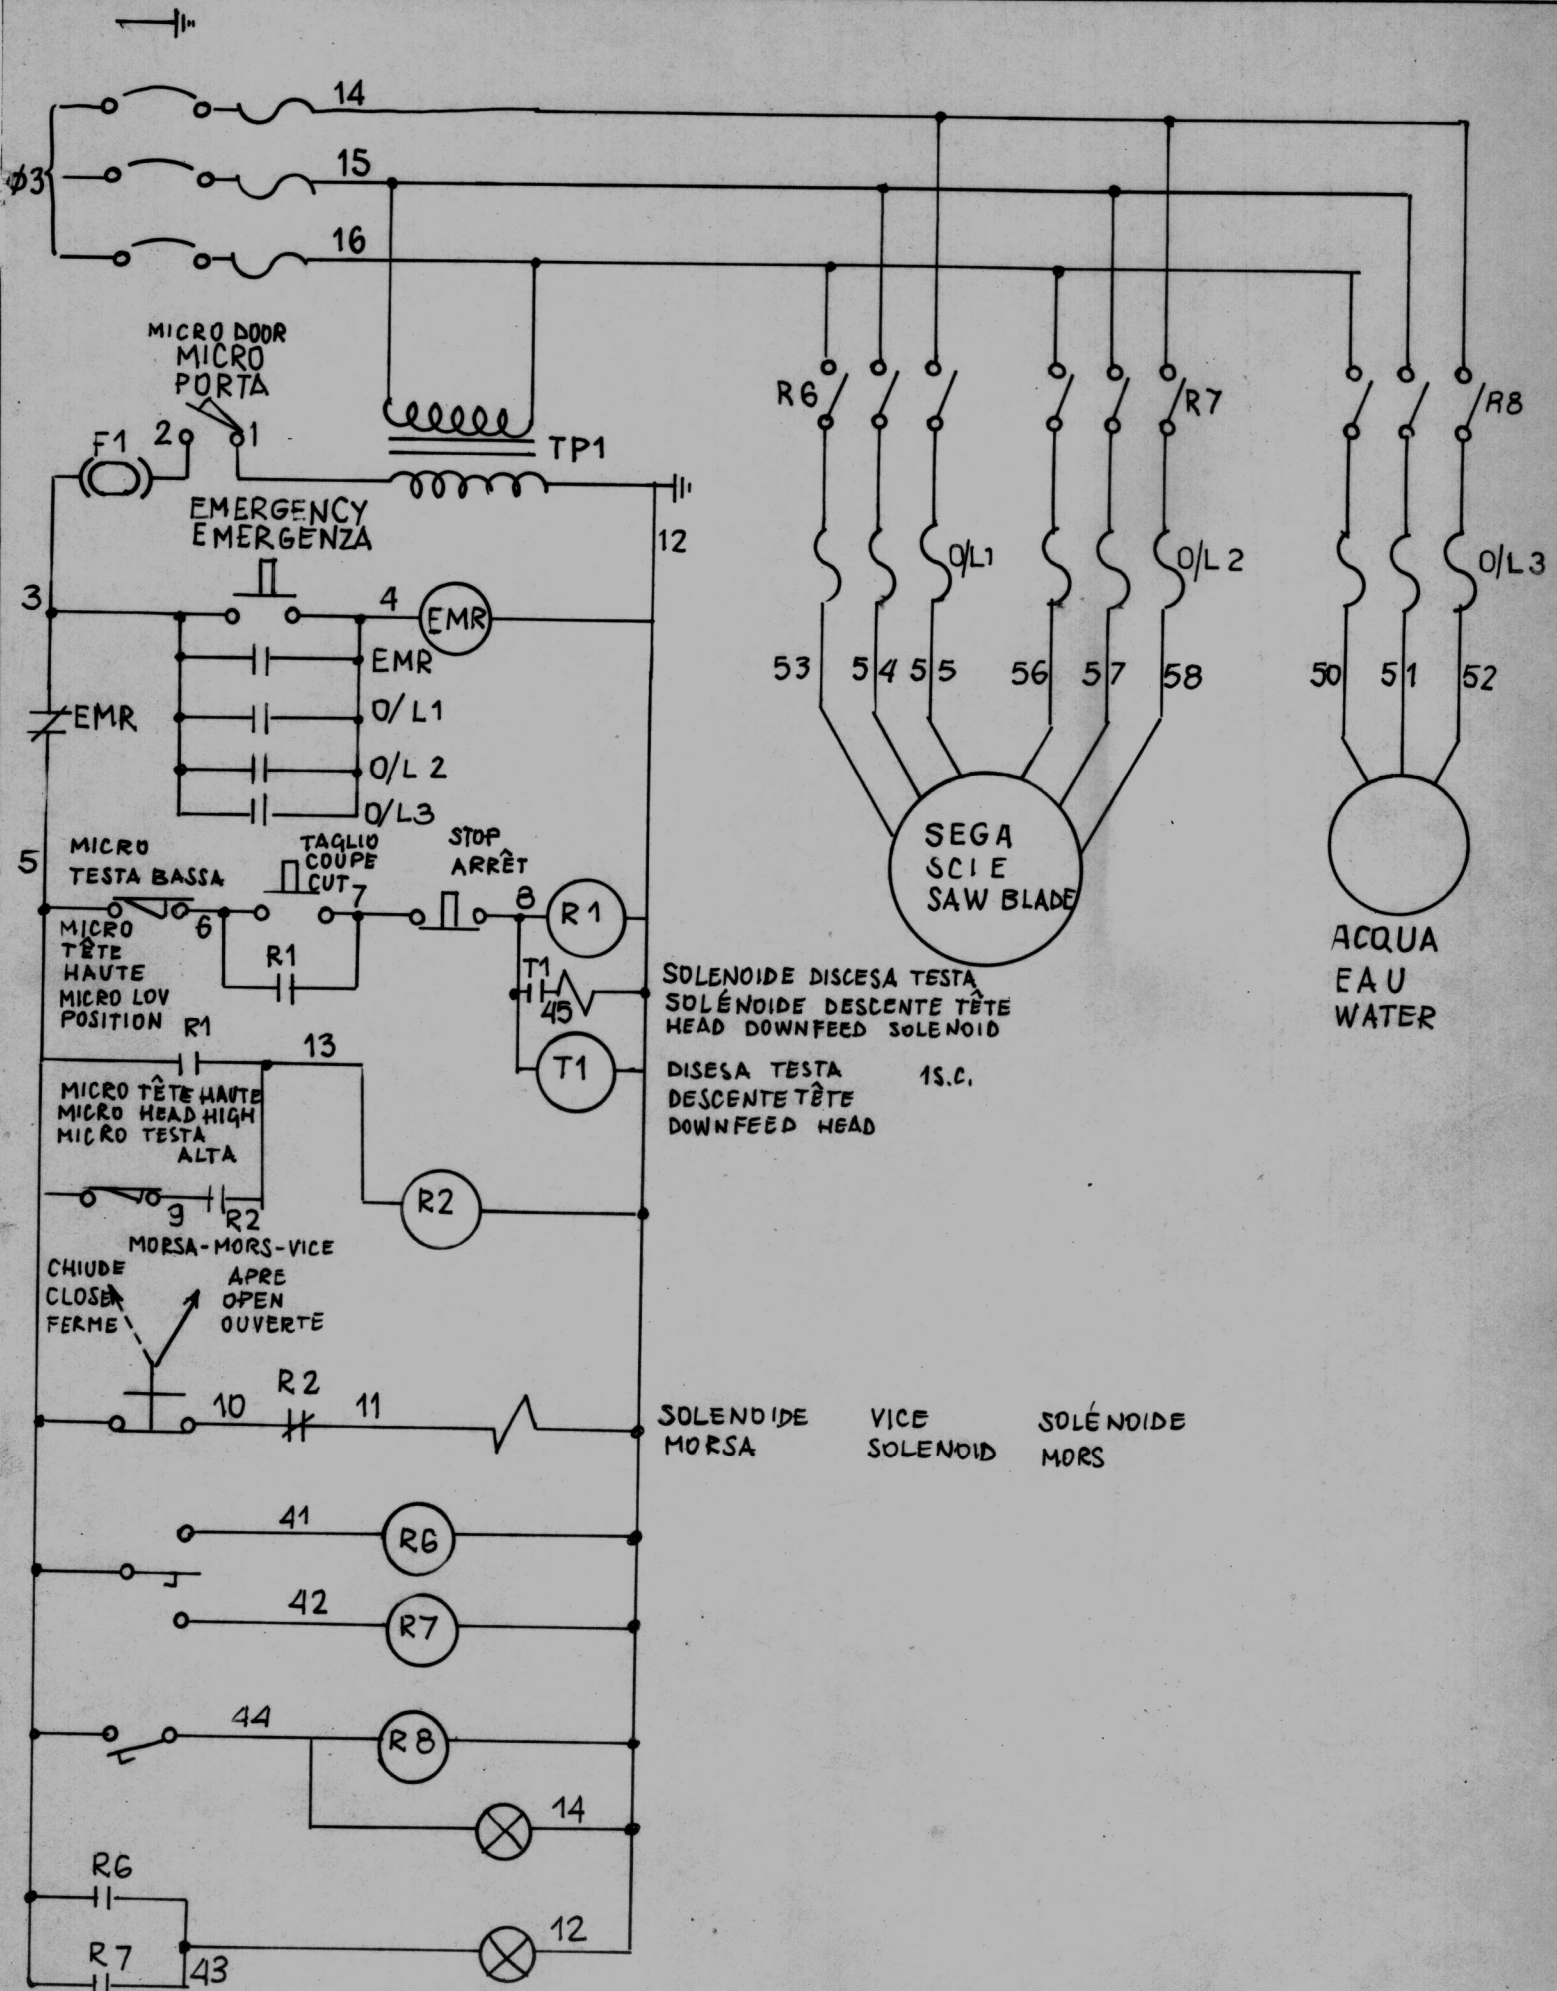 14
ø3
15
16
MICRO DOOR
MICRO
PORTA
F1
2
1
TP1
EMERGENCY
EMERGENZA
12
3
4
EMR
EMR
EMR
O/L1
O/L 2
O/L3
5
MICRO
TESTA BASSA
TAGLIO
COUPE
CUT
7
STOP
ARRÊT
6
8
R1
MICRO
TÊTE
HAUTE
MICRO LOV
POSITION
R1
T1
45
SOLENOIDE DISCESA TESTA
SOLÉNOIDE DESCENTE TÊTE
HEAD DOWNFEED SOLENOID
R1
13
T1
DISESA TESTA 1S.C.
DESCENTE TÊTE
DOWNFEED HEAD
MICRO TÊTE HAUTE
MICRO HEAD HIGH
MICRO TESTA
ALTA
9
R2
R2
MORSA-MORS-VICE
CHIUDE
CLOSE
FERME
APRE
OPEN
OUVERTE
10
R2
11
SOLENOIDE
MORSA
VICE
SOLENOID
SOLÉNOIDE
MORS
41
R6
42
R7
44
R8
14
R6
12
R7
43
R6
R7
R8
O/L1
O/L 2
O/L3
53
54
55
56
57
58
50
51
52
SEGA
SCIE
SAW BLADE
ACQUA
EAU
WATER